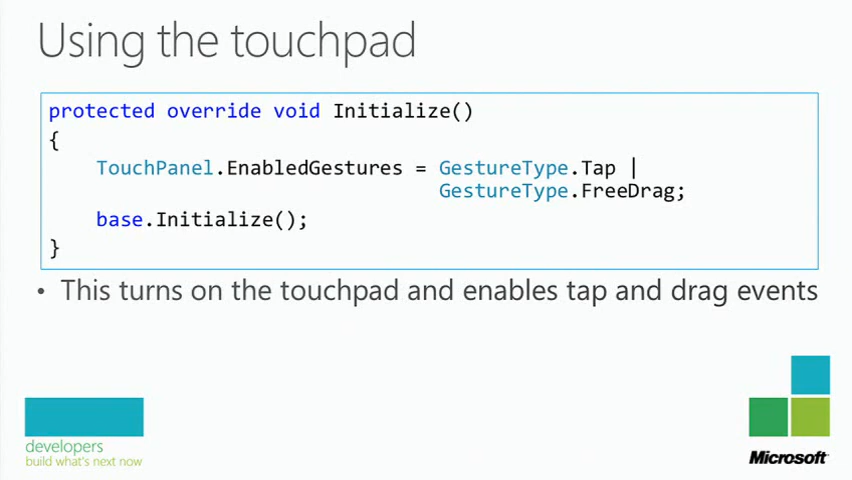 Using the touchpad
protected override void Initialize()
{
TouchPanel.EnabledGestures = GestureType.Tap |
GestureType.FreeDrag;
base.Initialize();
}
• This turns on the touchpad and enables tap and drag events
developers
build what's next now
Microsoft